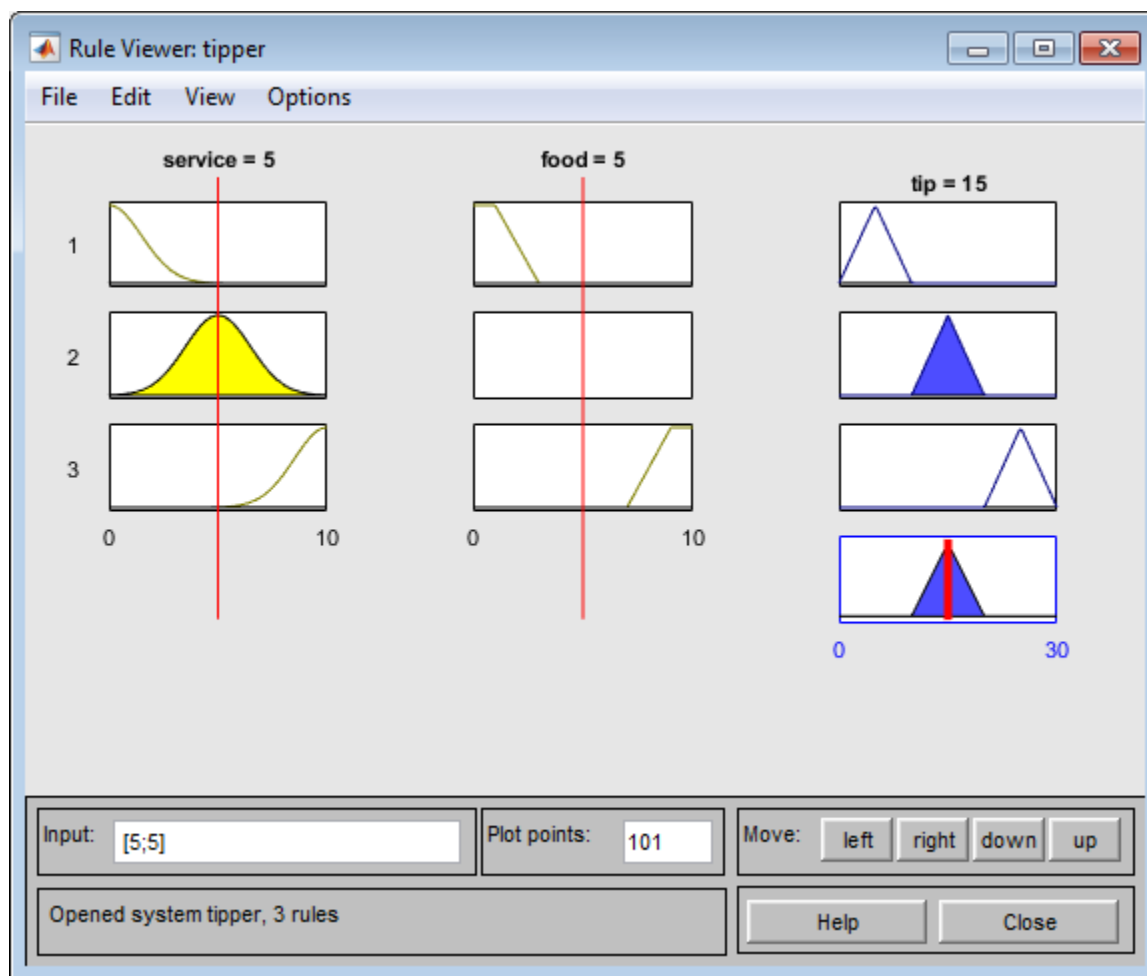 Rule Viewer: tipper
File Edit View Options
service = 5 food = 5
tip = 15
1
2
3
0 10 0 10
0 30
Input: [5;5] Plot points: 101 Move: left right down up
Opened system tipper, 3 rules Help Close